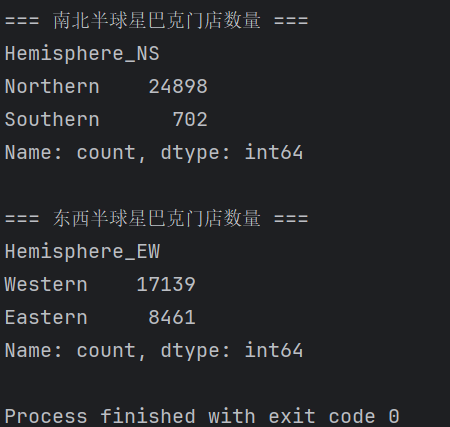 === 南北半球星巴克门店数量 ===
Hemisphere_NS
Northern    24898
Southern      702
Name: count, dtype: int64
=== 东西半球星巴克门店数量 ===
Hemisphere_EW
Western    17139
Eastern     8461
Name: count, dtype: int64
Process finished with exit code 0